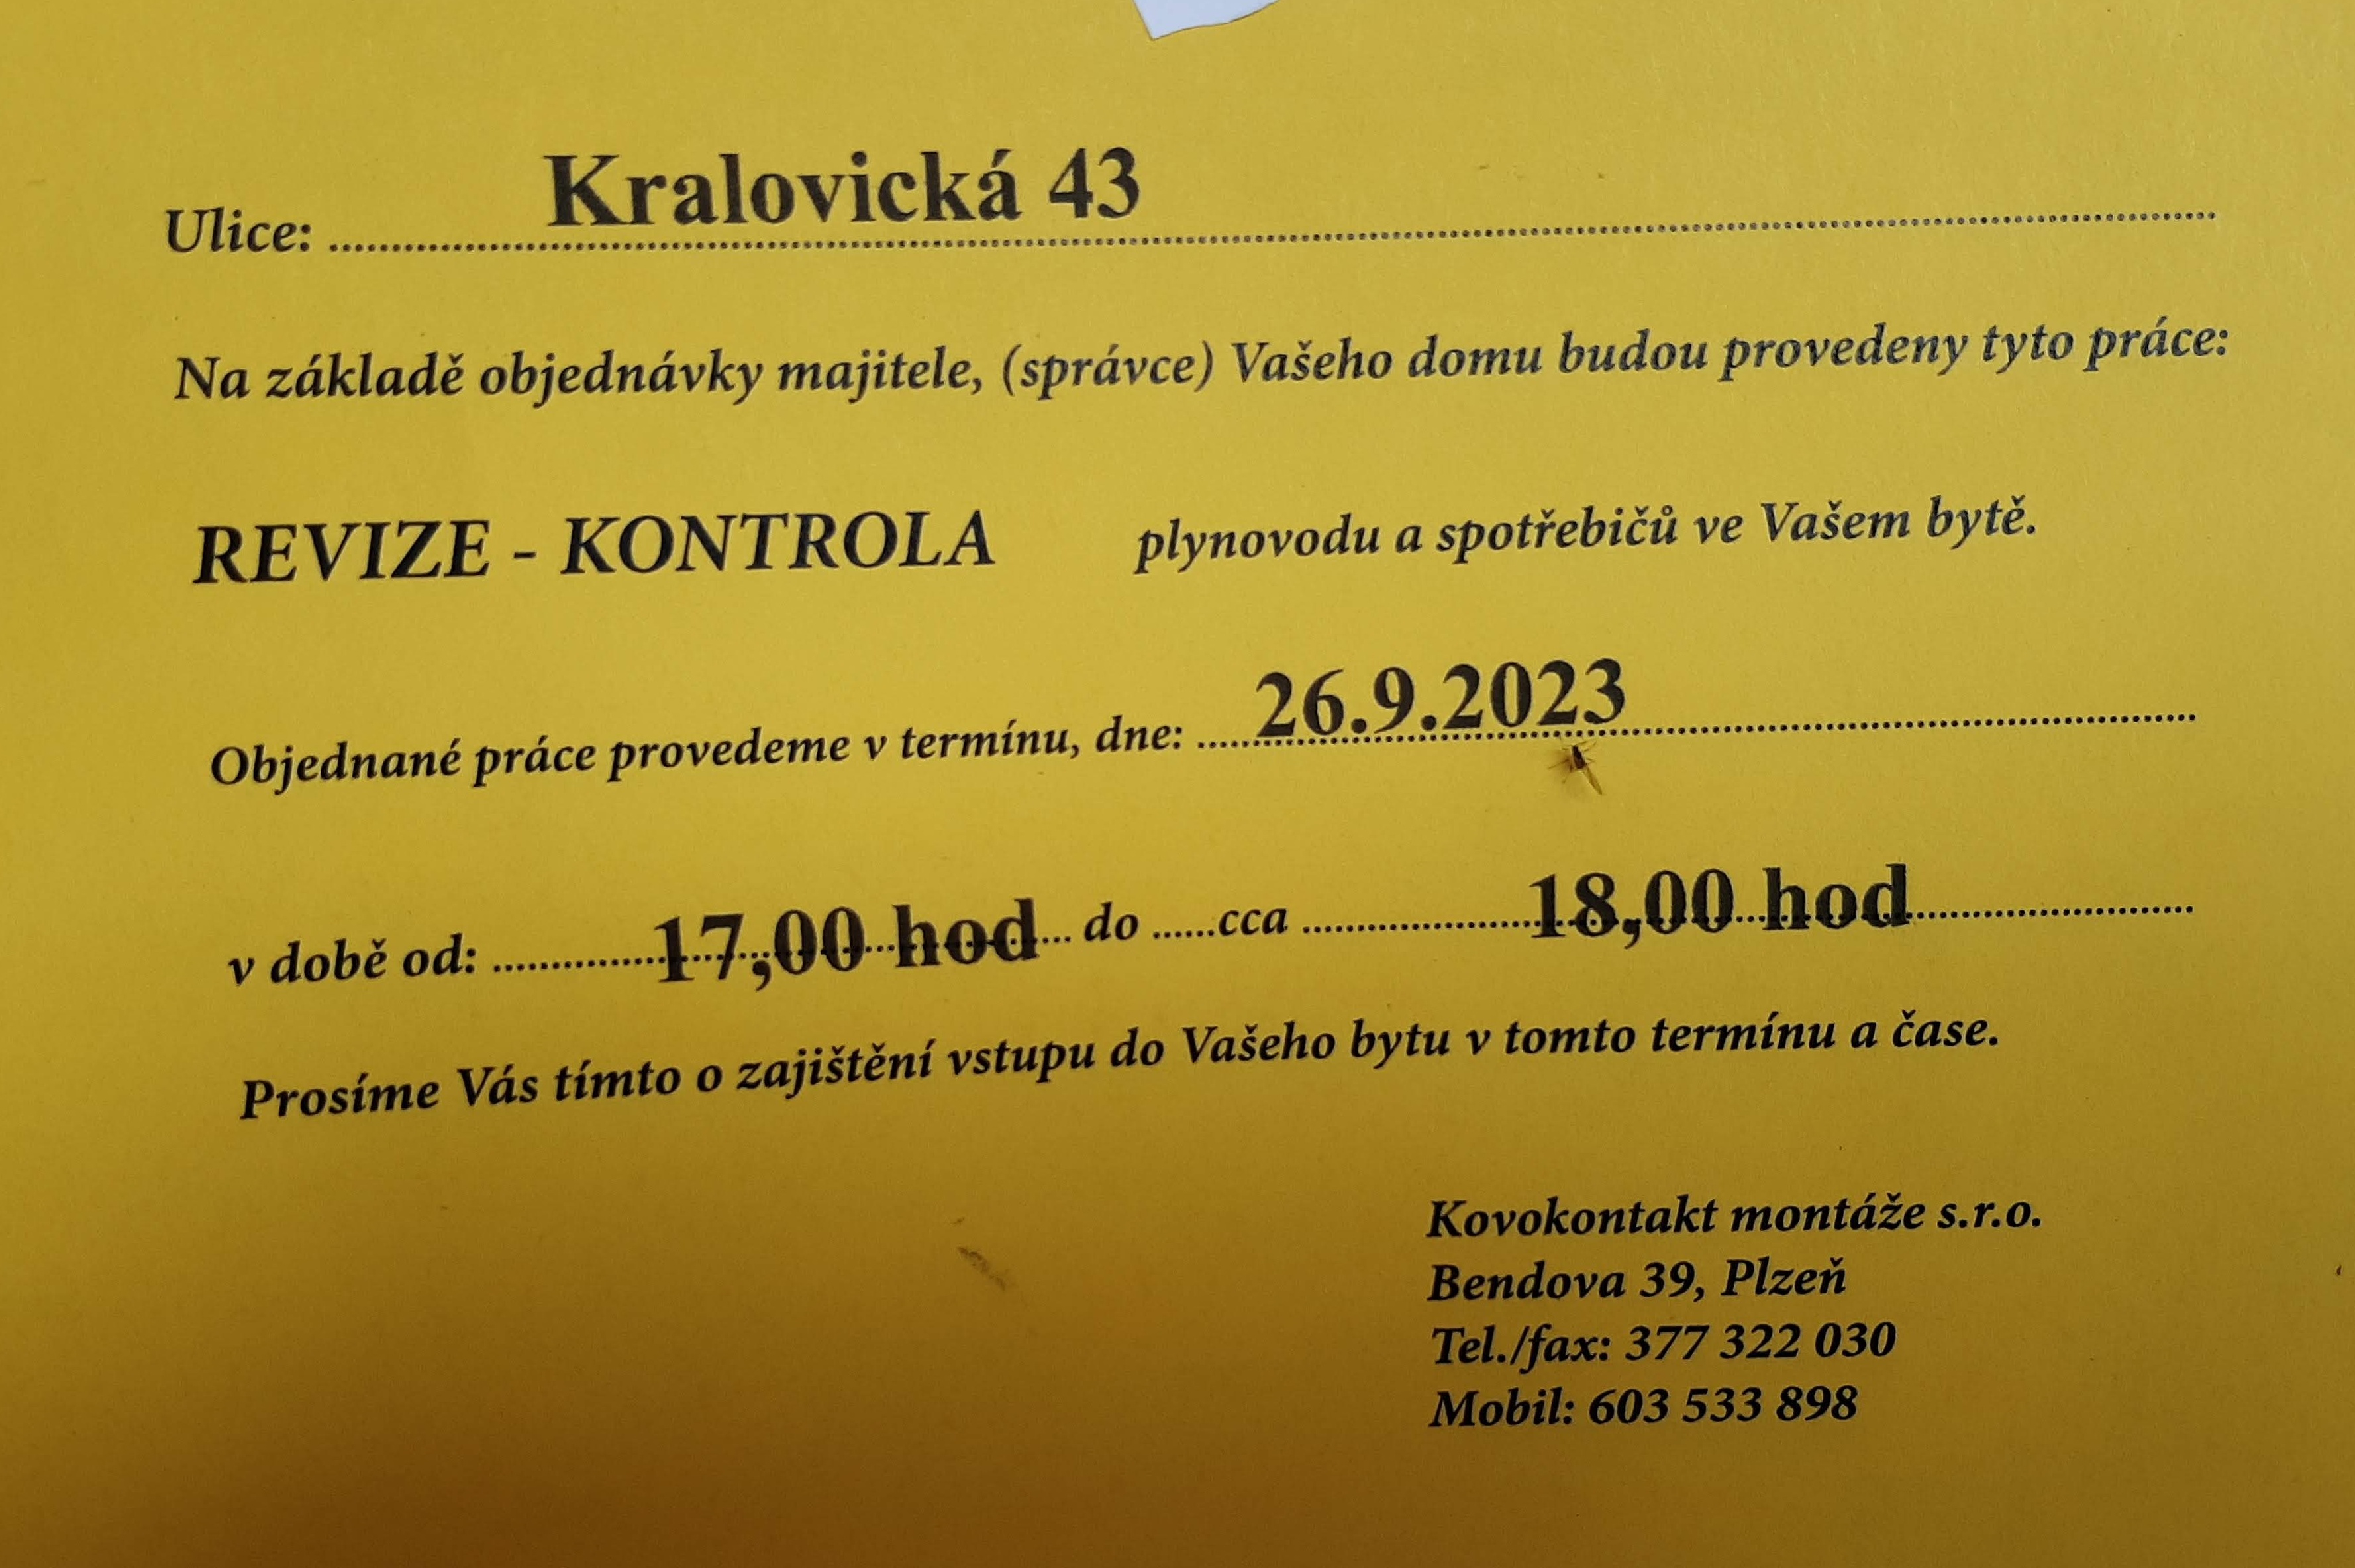 Ulice: Kralovická 43
Na základě objednávky majitele, (správce) Vašeho domu budou provedeny tyto práce:
REVIZE - KONTROLA plynovodu a spotřebičů ve Vašem bytě.
Objednané práce provedeme v termínu, dne: 26.9.2023
v době od: 17,00 hod do cca 18,00 hod
Prosíme Vás tímto o zajištění vstupu do Vašeho bytu v tomto termínu a čase.
Kovokontakt montáže s.r.o.
Bendova 39, Plzeň
Tel./fax: 377 322 030
Mobil: 603 533 898